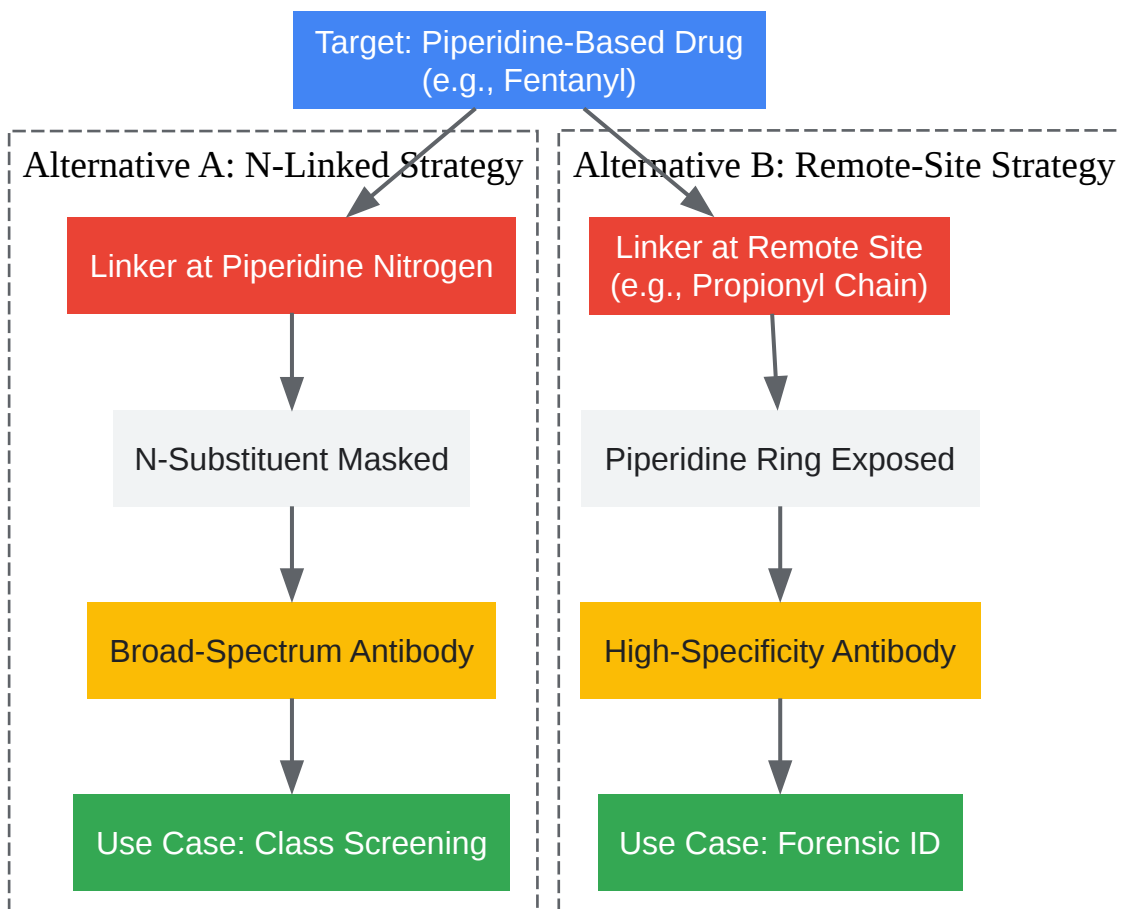 Target: Piperidine-Based Drug
(e.g., Fentanyl)
Alternative A: N-Linked Strategy
Linker at Piperidine Nitrogen
N-Substituent Masked
Broad-Spectrum Antibody
Use Case: Class Screening
Alternative B: Remote-Site Strategy
Linker at Remote Site
(e.g., Propionyl Chain)
Piperidine Ring Exposed
High-Specificity Antibody
Use Case: Forensic ID